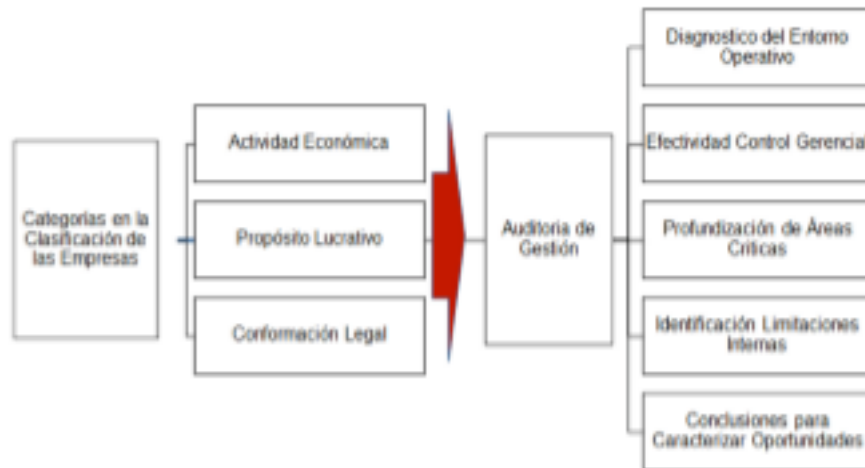 Categorías en la
Clasificación de
las Empresas
Actividad Económica
Propósito Lucrativo
Conformación Legal
Auditoria de
Gestión
Diagnostico del Entorno
Operativo
Efectividad Control Gerencial
Profundización de Áreas
Criticas
Identificación Limitaciones
Internas
Conclusiones para
Caracterizar Oportunidades